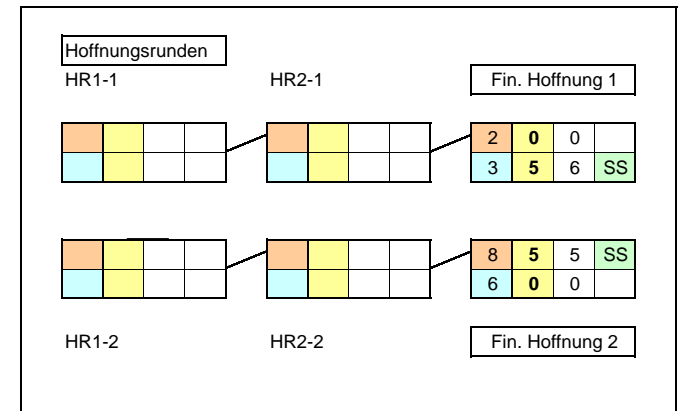 Hoffnungsrunden
HR1-1 HR2-1 Fin. Hoffnung 1
2 0 0
3 5 6 SS
8 5 5 SS
6 0 0
HR1-2 HR2-2 Fin. Hoffnung 2